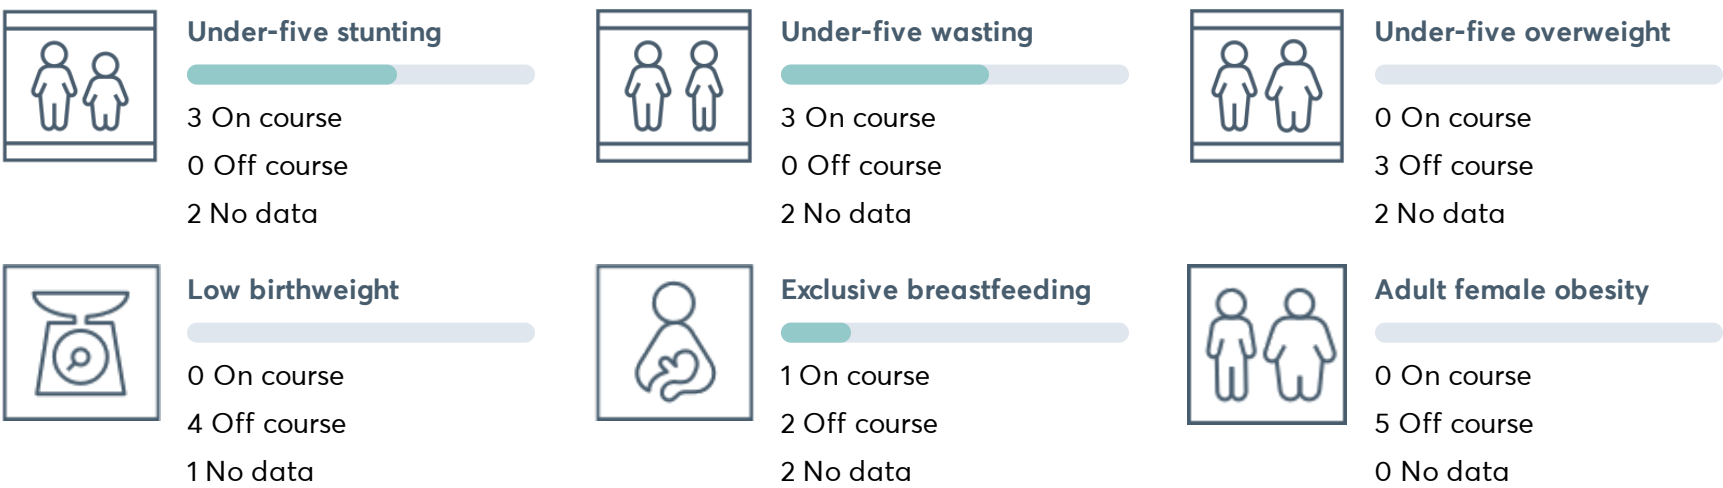 Under-five stunting
3 On course
0 Off course
2 No data
Under-five wasting
3 On course
0 Off course
2 No data
Under-five overweight
0 On course
3 Off course
2 No data
Low birthweight
0 On course
4 Off course
1 No data
Exclusive breastfeeding
1 On course
2 Off course
2 No data
Adult female obesity
0 On course
5 Off course
0 No data